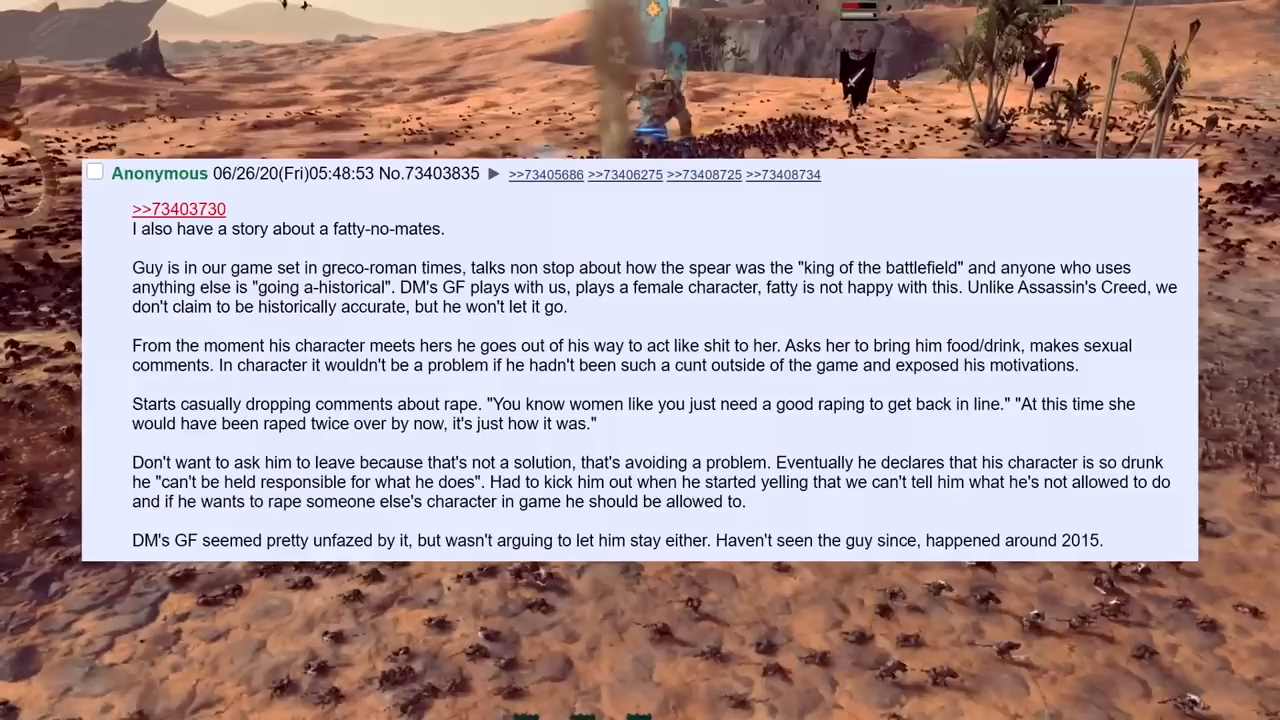 Anonymous 06/26/20(Fri)05:48:53 No.73403835 ▶ >>73405686 >>73406275 >>73408725 >>73408734
>>73403730
I also have a story about a fatty-no-mates.
Guy is in our game set in greco-roman times, talks non stop about how the spear was the "king of the battlefield" and anyone who uses
anything else is "going a-historical". DM's GF plays with us, plays a female character, fatty is not happy with this. Unlike Assassin's Creed, we
don't claim to be historically accurate, but he won't let it go.
From the moment his character meets hers he goes out of his way to act like shit to her. Asks her to bring him food/drink, makes sexual
comments. In character it wouldn't be a problem if he hadn't been such a cunt outside of the game and exposed his motivations.
Starts casually dropping comments about rape. "You know women like you just need a good raping to get back in line." "At this time she
would have been raped twice over by now, it's just how it was."
Don't want to ask him to leave because that's not a solution, that's avoiding a problem. Eventually he declares that his character is so drunk
he "can't be held responsible for what he does". Had to kick him out when he started yelling that we can't tell him what he's not allowed to do
and if he wants to rape someone else's character in game he should be allowed to.
DM's GF seemed pretty unfazed by it, but wasn't arguing to let him stay either. Haven't seen the guy since, happened around 2015.